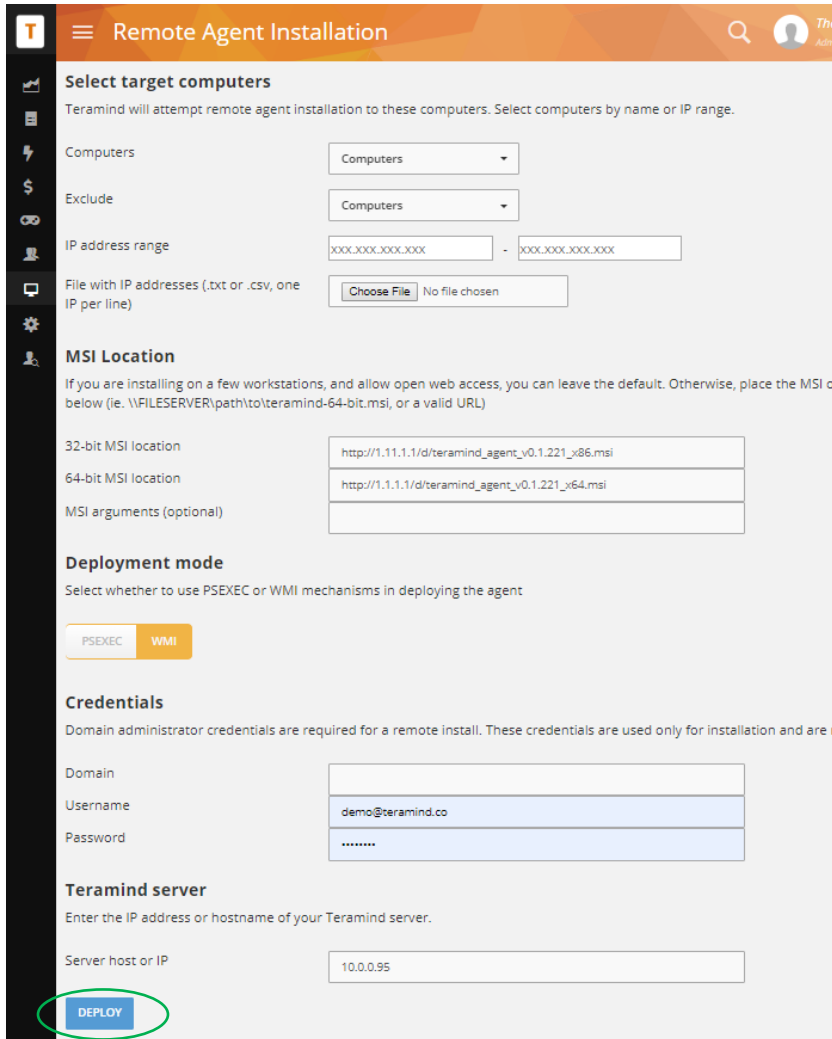 T
Remote Agent Installation
The
Adm
Select target computers
Teramind will attempt remote agent installation to these computers. Select computers by name or IP range.
Computers
Computers
Exclude
Computers
IP address range
xxx.xxx.xxx.xxx - xxx.xxx.xxx.xxx
File with IP addresses (.txt or .csv, one
IP per line)
Choose File No file chosen
MSI Location
If you are installing on a few workstations, and allow open web access, you can leave the default. Otherwise, place the MSI o
below (ie. \\FILESERVER\path\to\teramind-64-bit.msi, or a valid URL)
32-bit MSI location
http://1.11.1.1/d/teramind_agent_v0.1.221_x86.msi
64-bit MSI location
http://1.1.1.1/d/teramind_agent_v0.1.221_x64.msi
MSI arguments (optional)
Deployment mode
Select whether to use PSEXEC or WMI mechanisms in deploying the agent
PSEXEC WMI
Credentials
Domain administrator credentials are required for a remote install. These credentials are used only for installation and are
Domain
Username
demo@teramind.co
Password
••••••••
Teramind server
Enter the IP address or hostname of your Teramind server.
Server host or IP
10.0.0.95
DEPLOY